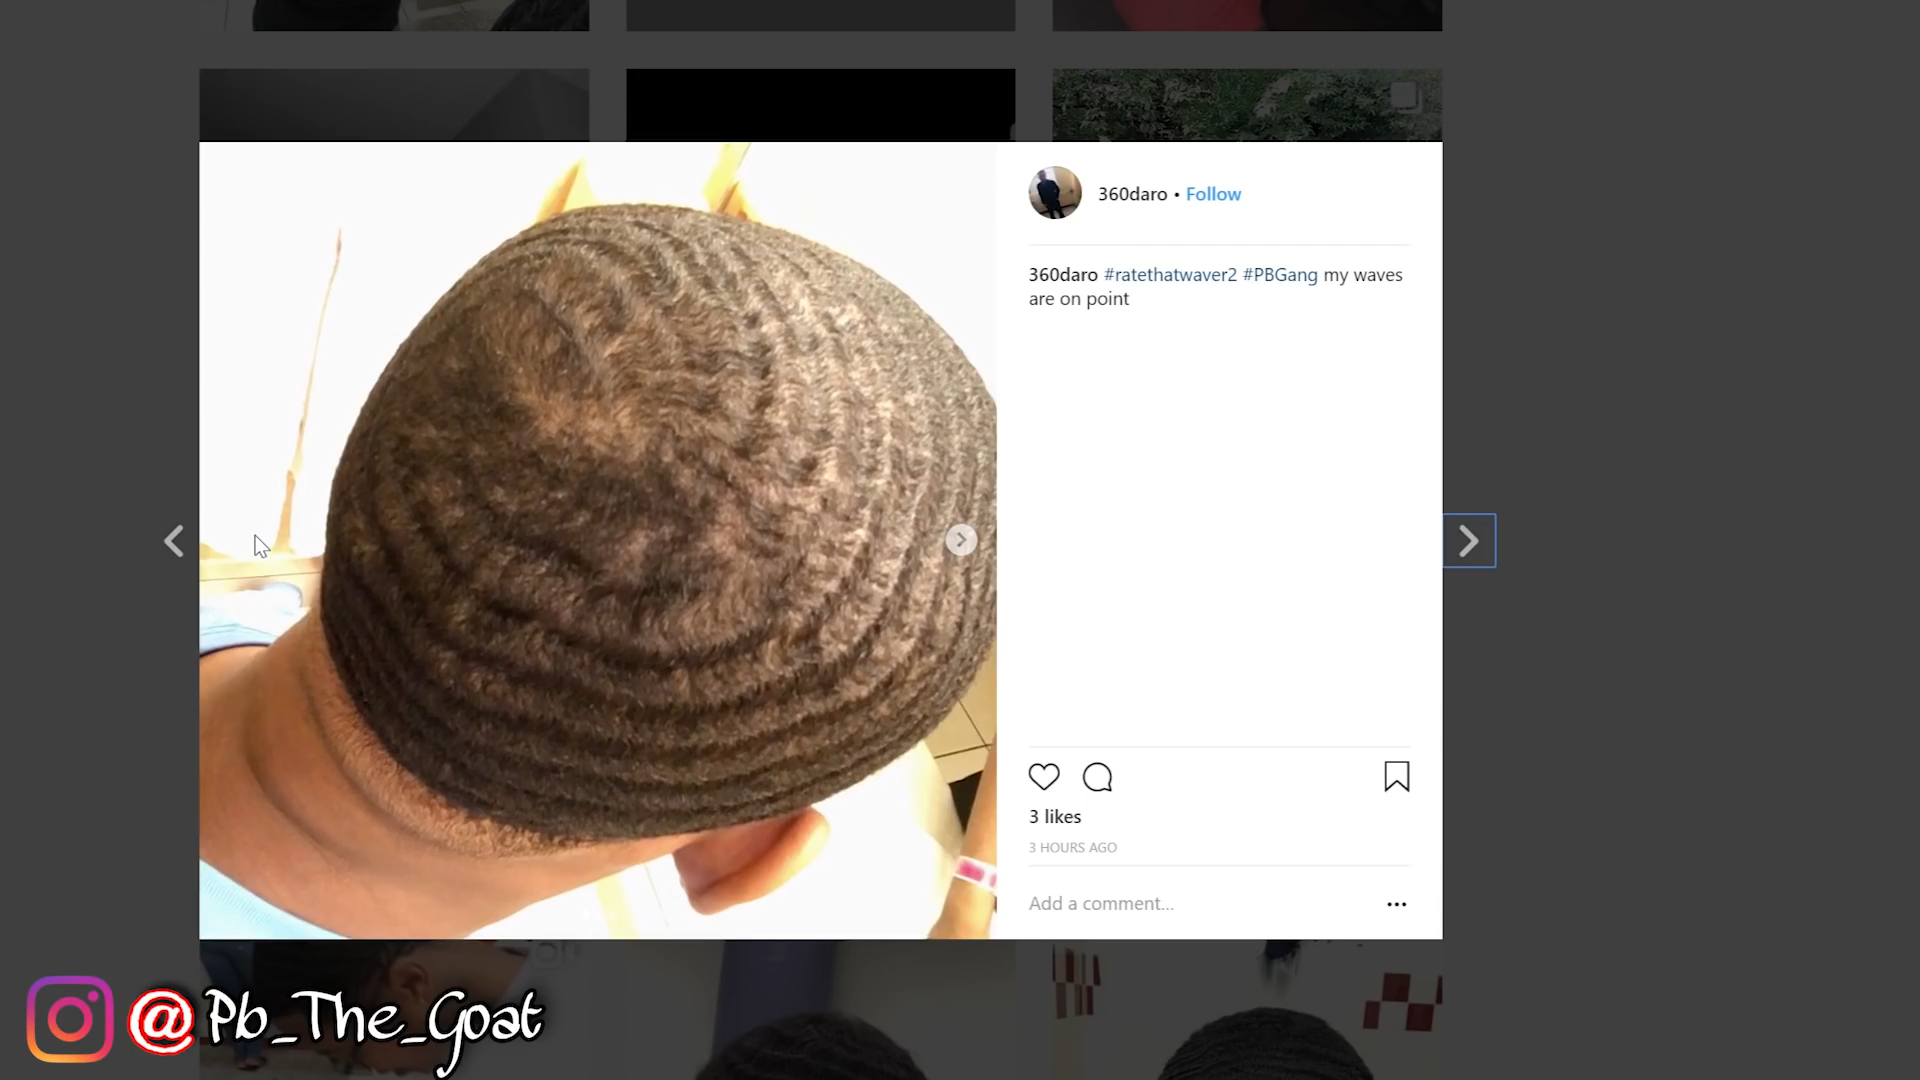 360daro • Follow
360daro #ratethatwaver2 #PBGang my waves
are on point
3 likes
3 HOURS AGO
Add a comment...
@Pb_The_Goat